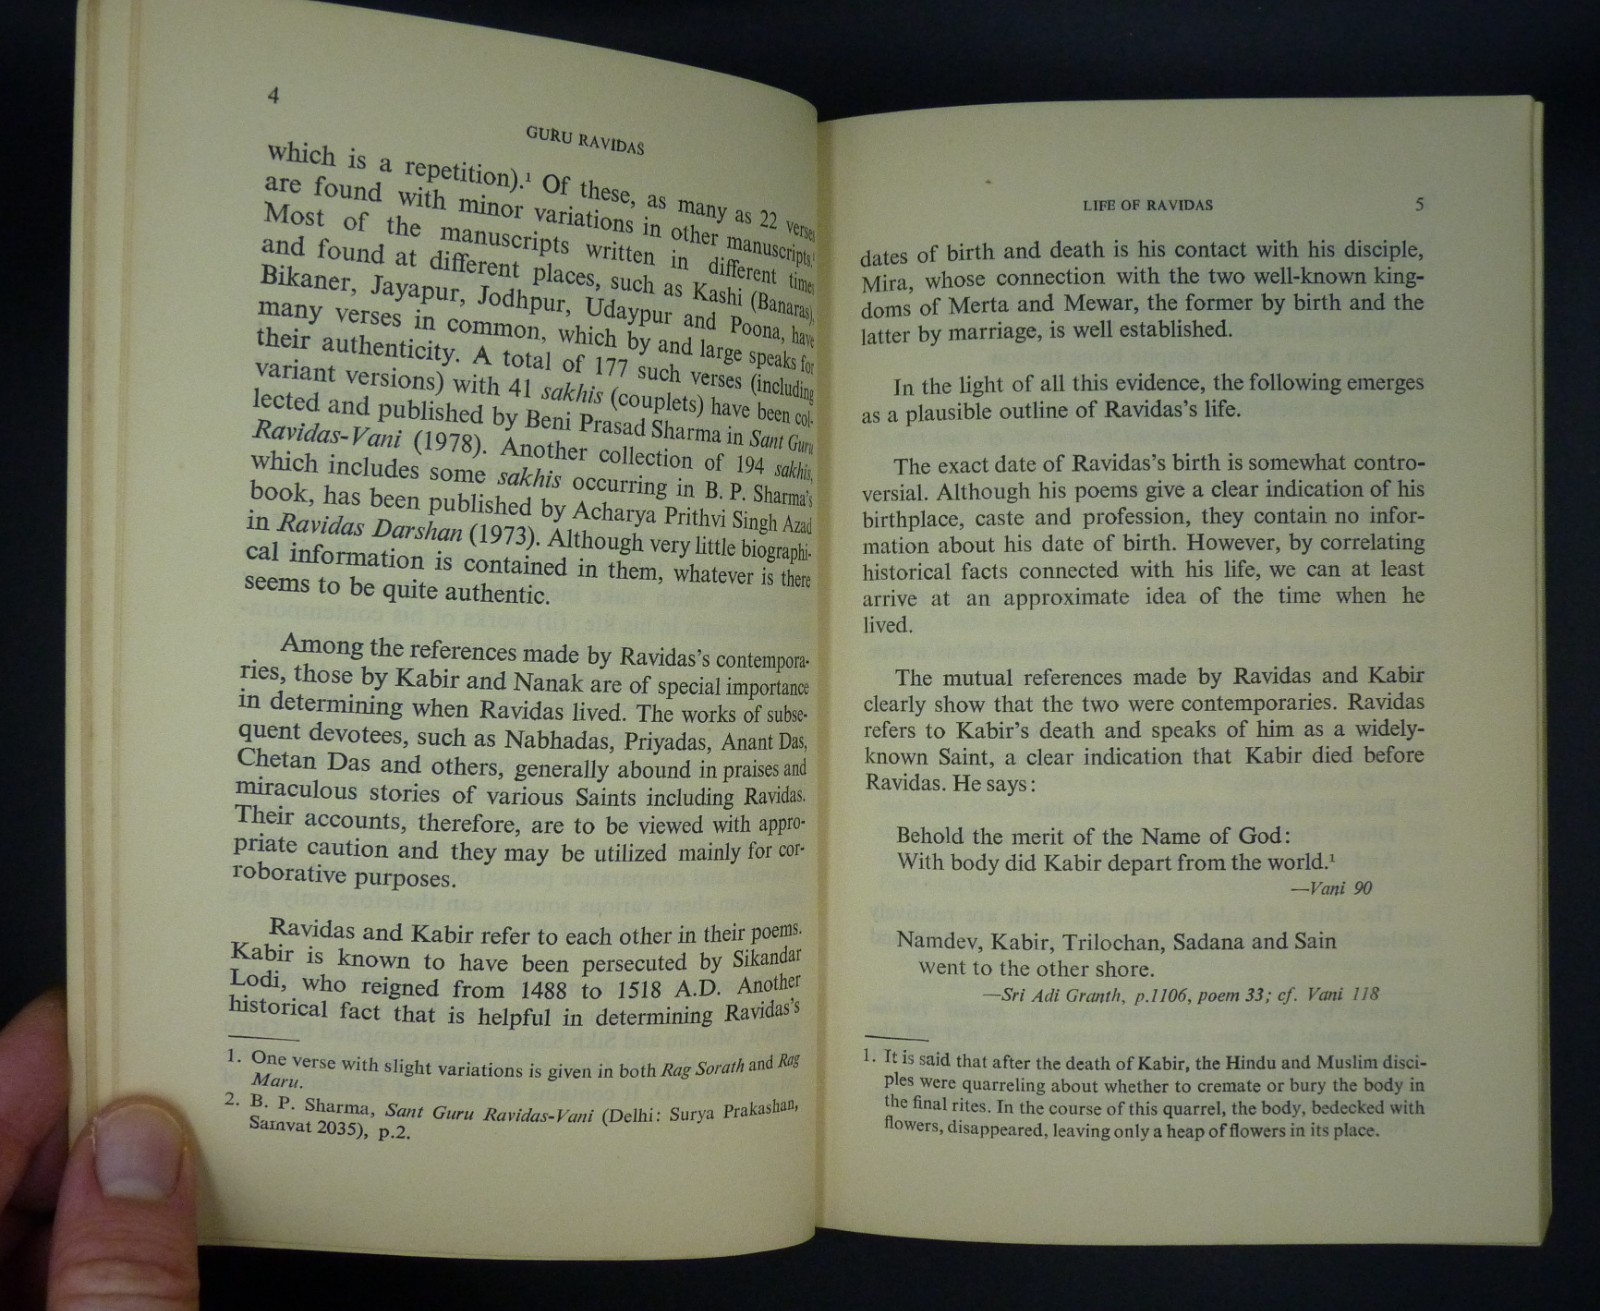 4
GURU RAVIDAS
which is a repetition).¹ Of these, as many as 22 verses
are found with minor variations in other manuscripts.²
Most of the manuscripts written in different times
and found at different places, such as Kashi (Banaras),
Bikaner, Jayapur, Jodhpur, Udaypur and Poona, have
many verses in common, which by and large speaks for
their authenticity. A total of 177 such verses (including
variant versions) with 41 sakhis (couplets) have been col-
lected and published by Beni Prasad Sharma in Sant Guru
Ravidas-Vani (1978). Another collection of 194 sakhis,
which includes some sakhis occurring in B. P. Sharma's
book, has been published by Acharya Prithvi Singh Azad
in Ravidas Darshan (1973). Although very little biographi-
cal information is contained in them, whatever is there
seems to be quite authentic.
Among the references made by Ravidas's contempora-
ries, those by Kabir and Nanak are of special importance
in determining when Ravidas lived. The works of subse-
quent devotees, such as Nabhadas, Priyadas, Anant Das,
Chetan Das and others, generally abound in praises and
miraculous stories of various Saints including Ravidas.
Their accounts, therefore, are to be viewed with appro-
priate caution and they may be utilized mainly for cor-
roborative purposes.
Ravidas and Kabir refer to each other in their poems.
Kabir is known to have been persecuted by Sikandar
Lodi, who reigned from 1488 to 1518 A.D. Another
historical fact that is helpful in determining Ravidas's
1. One verse with slight variations is given in both Rag Sorath and Rag
Maru.
2. B. P. Sharma, Sant Guru Ravidas-Vani (Delhi: Surya Prakashan,
Samvat 2035), p.2.
LIFE OF RAVIDAS 5
dates of birth and death is his contact with his disciple,
Mira, whose connection with the two well-known king-
doms of Merta and Mewar, the former by birth and the
latter by marriage, is well established.
In the light of all this evidence, the following emerges
as a plausible outline of Ravidas's life.
The exact date of Ravidas's birth is somewhat contro-
versial. Although his poems give a clear indication of his
birthplace, caste and profession, they contain no infor-
mation about his date of birth. However, by correlating
historical facts connected with his life, we can at least
arrive at an approximate idea of the time when he
lived.
The mutual references made by Ravidas and Kabir
clearly show that the two were contemporaries. Ravidas
refers to Kabir's death and speaks of him as a widely-
known Saint, a clear indication that Kabir died before
Ravidas. He says:
Behold the merit of the Name of God:
With body did Kabir depart from the world.¹
—Vani 90
Namdev, Kabir, Trilochan, Sadana and Sain
went to the other shore.
—Sri Adi Granth, p.1106, poem 33; cf. Vani 118
1. It is said that after the death of Kabir, the Hindu and Muslim disci-
ples were quarreling about whether to cremate or bury the body in
the final rites. In the course of this quarrel, the body, bedecked with
flowers, disappeared, leaving only a heap of flowers in its place.